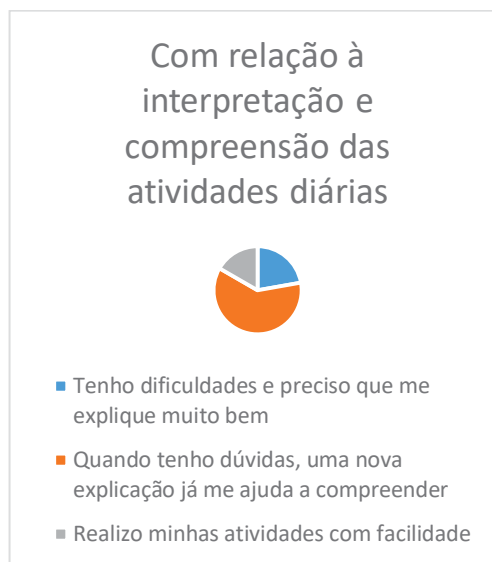 Com relação à
interpretação e
compreensão das
atividades diárias
Tenho dificuldades e preciso que me
explique muito bem
Quando tenho dúvidas, uma nova
explicação já me ajuda a compreender
Realizo minhas atividades com facilidade